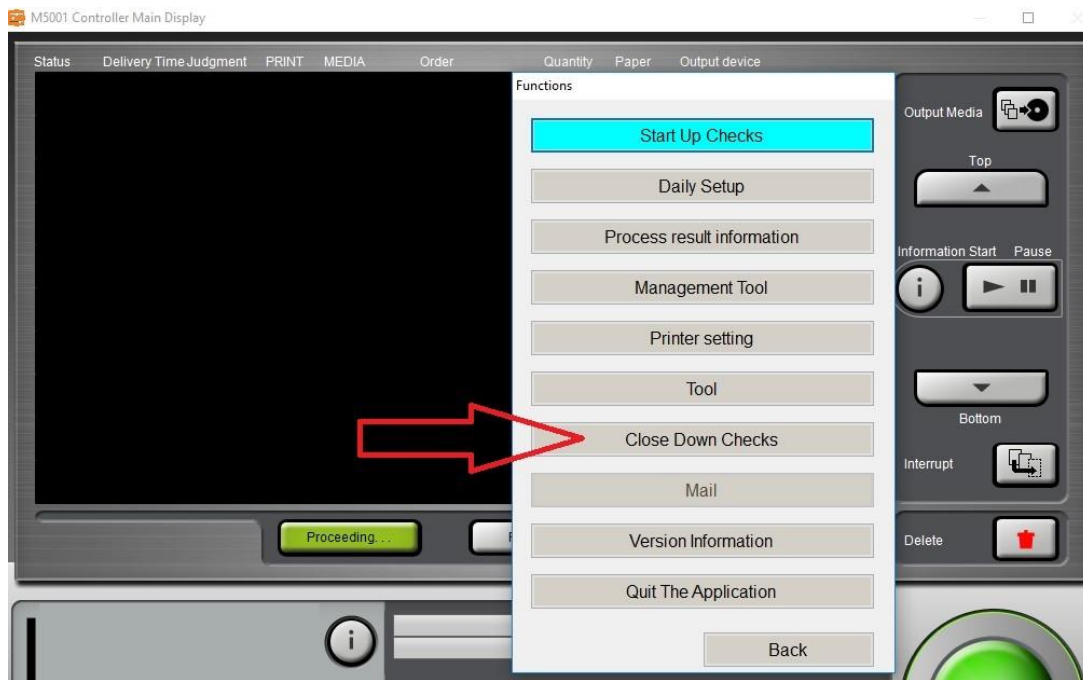 M5001 Controller Main Display
Status Delivery Time Judgment PRINT MEDIA Order Quantity Paper Output device
Functions
Start Up Checks
Daily Setup
Process result information
Management Tool
Printer setting
Tool
Close Down Checks
Mail
Version Information
Quit The Application
Back
Proceeding. . .
Output Media
Top
Information Start Pause
Bottom
Interrupt
Delete